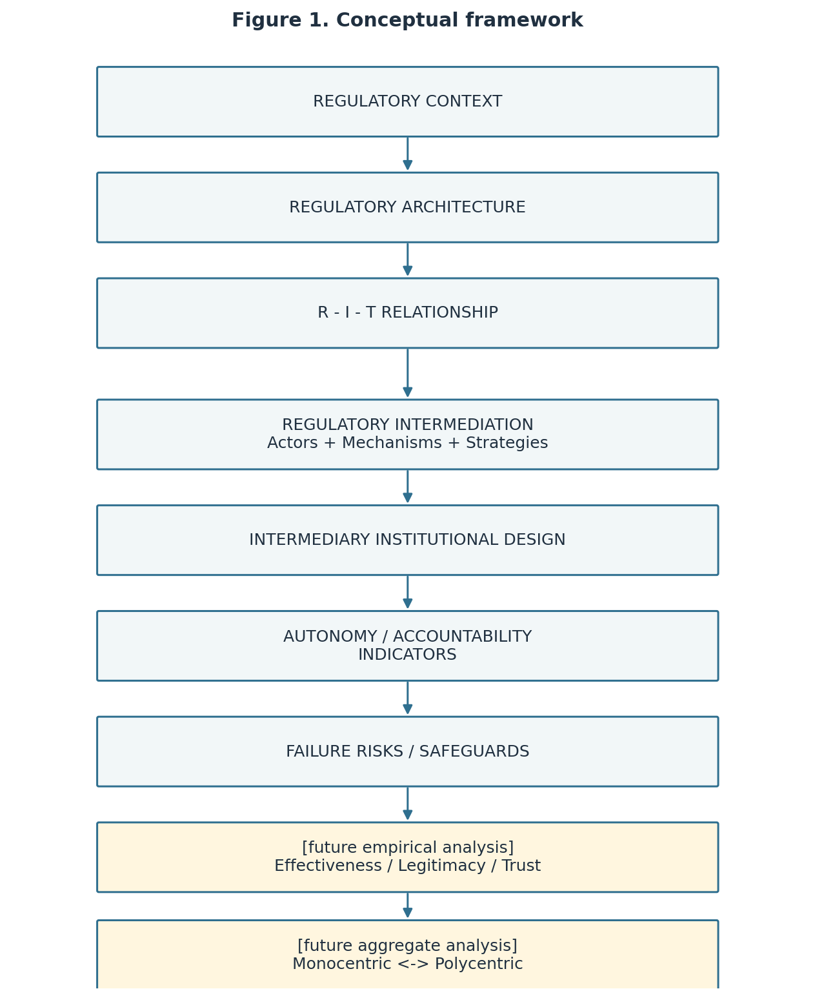 Figure 1. Conceptual framework
REGULATORY CONTEXT
REGULATORY ARCHITECTURE
R - I - T RELATIONSHIP
REGULATORY INTERMEDIATION
Actors + Mechanisms + Strategies
INTERMEDIARY INSTITUTIONAL DESIGN
AUTONOMY / ACCOUNTABILITY
INDICATORS
FAILURE RISKS / SAFEGUARDS
[future empirical analysis]
Effectiveness / Legitimacy / Trust
[future aggregate analysis]
Monocentric <-> Polycentric